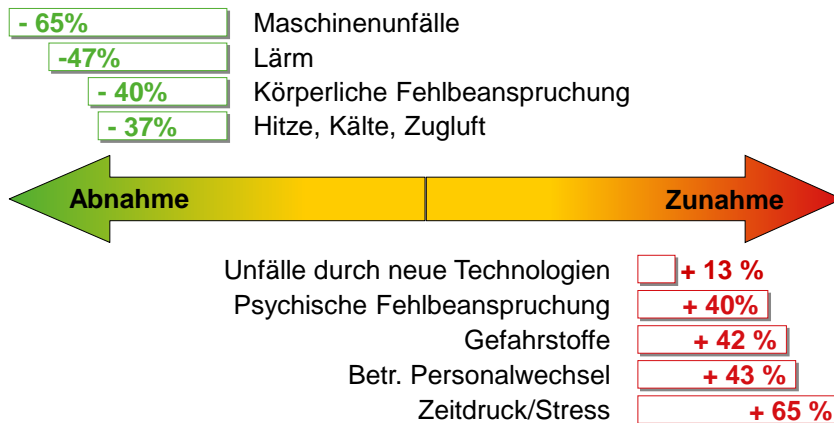 - 65% Maschinenunfälle
-47% Lärm
- 40% Körperliche Fehlbeanspruchung
- 37% Hitze, Kälte, Zugluft
Abnahme Zunahme
Unfälle durch neue Technologien + 13 %
Psychische Fehlbeanspruchung + 40%
Gefahrstoffe + 42 %
Betr. Personalwechsel + 43 %
Zeitdruck/Stress + 65 %